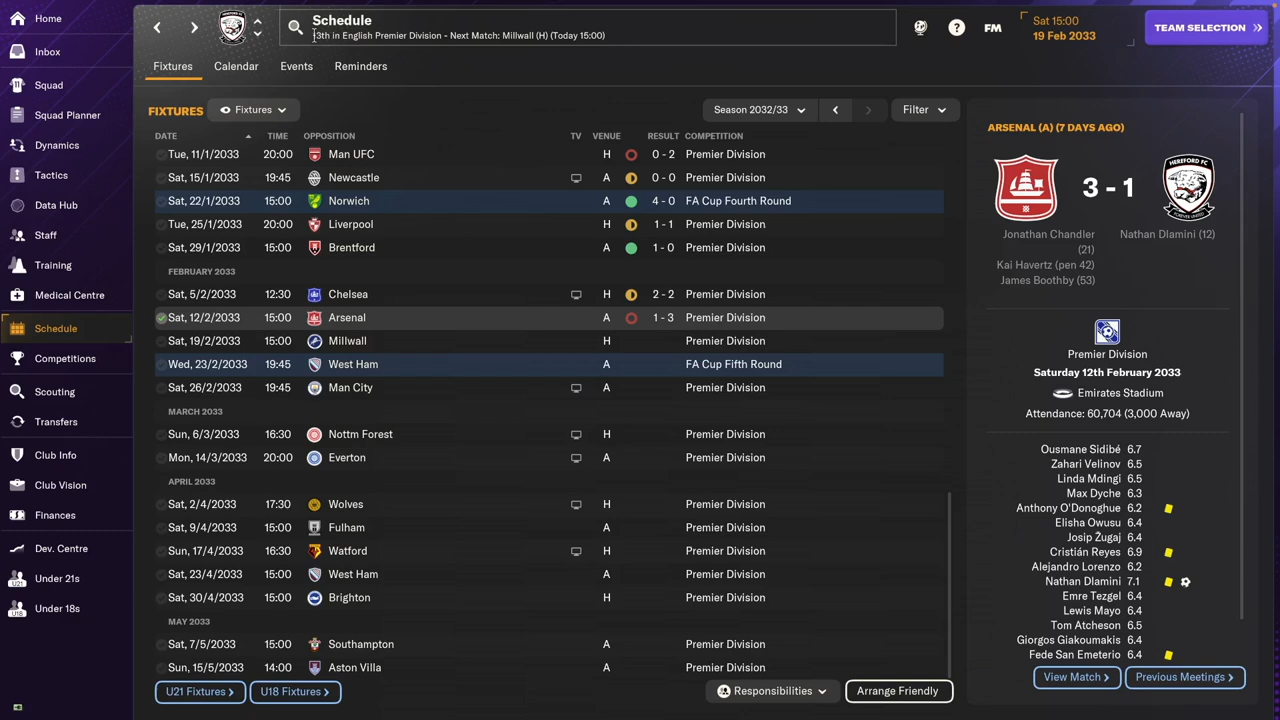 Home
Inbox
Squad
Squad Planner
Dynamics
Tactics
Data Hub
Staff
Training
Medical Centre
Schedule
Competitions
Scouting
Transfers
Club Info
Club Vision
Finances
Dev. Centre
Under 21s
Under 18s
Schedule
3th in English Premier Division - Next Match: Millwall (H) (Today 15:00)
FM
Sat 15:00
19 Feb 2033
TEAM SELECTION
Fixtures Calendar Events Reminders
FIXTURES Fixtures Season 2032/33 Filter
DATE TIME OPPOSITION TV VENUE RESULT COMPETITION
Tue, 11/1/2033 20:00 Man UFC H 0 - 2 Premier Division
Sat, 15/1/2033 19:45 Newcastle A 0 - 0 Premier Division
Sat, 22/1/2033 15:00 Norwich A 4 - 0 FA Cup Fourth Round
Tue, 25/1/2033 20:00 Liverpool H 1 - 1 Premier Division
Sat, 29/1/2033 15:00 Brentford A 1 - 0 Premier Division
FEBRUARY 2033
Sat, 5/2/2033 12:30 Chelsea H 2 - 2 Premier Division
Sat, 12/2/2033 15:00 Arsenal A 1 - 3 Premier Division
Sat, 19/2/2033 15:00 Millwall H Premier Division
Wed, 23/2/2033 19:45 West Ham A FA Cup Fifth Round
Sat, 26/2/2033 19:45 Man City A Premier Division
MARCH 2033
Sun, 6/3/2033 16:30 Nottm Forest H Premier Division
Mon, 14/3/2033 20:00 Everton A Premier Division
APRIL 2033
Sat, 2/4/2033 17:30 Wolves H Premier Division
Sat, 9/4/2033 15:00 Fulham A Premier Division
Sun, 17/4/2033 16:30 Watford H Premier Division
Sat, 23/4/2033 15:00 West Ham A Premier Division
Sat, 30/4/2033 15:00 Brighton H Premier Division
MAY 2033
Sat, 7/5/2033 15:00 Southampton A Premier Division
Sun, 15/5/2033 14:00 Aston Villa A Premier Division
U21 Fixtures U18 Fixtures Responsibilities Arrange Friendly
ARSENAL (A) (7 DAYS AGO)
3 - 1
HEREFORD FC
FOREVER UNITED
Jonathan Chandler
(21)
Kai Havertz (pen 42)
James Boothby (53)
Nathan Dlamini (12)
Premier Division
Saturday 12th February 2033
Emirates Stadium
Attendance: 60,704 (3,000 Away)
Ousmane Sidibé 6.7
Zahari Velinov 6.5
Linda Mdingi 6.5
Max Dyche 6.3
Anthony O'Donoghue 6.2
Elisha Owusu 6.4
Josip Žugaj 6.4
Cristián Reyes 6.9
Alejandro Lorenzo 6.2
Nathan Dlamini 7.1
Emre Tezgel 6.4
Lewis Mayo 6.4
Tom Atcheson 6.5
Giorgos Giakoumakis 6.4
Fede San Emeterio 6.4
View Match Previous Meetings